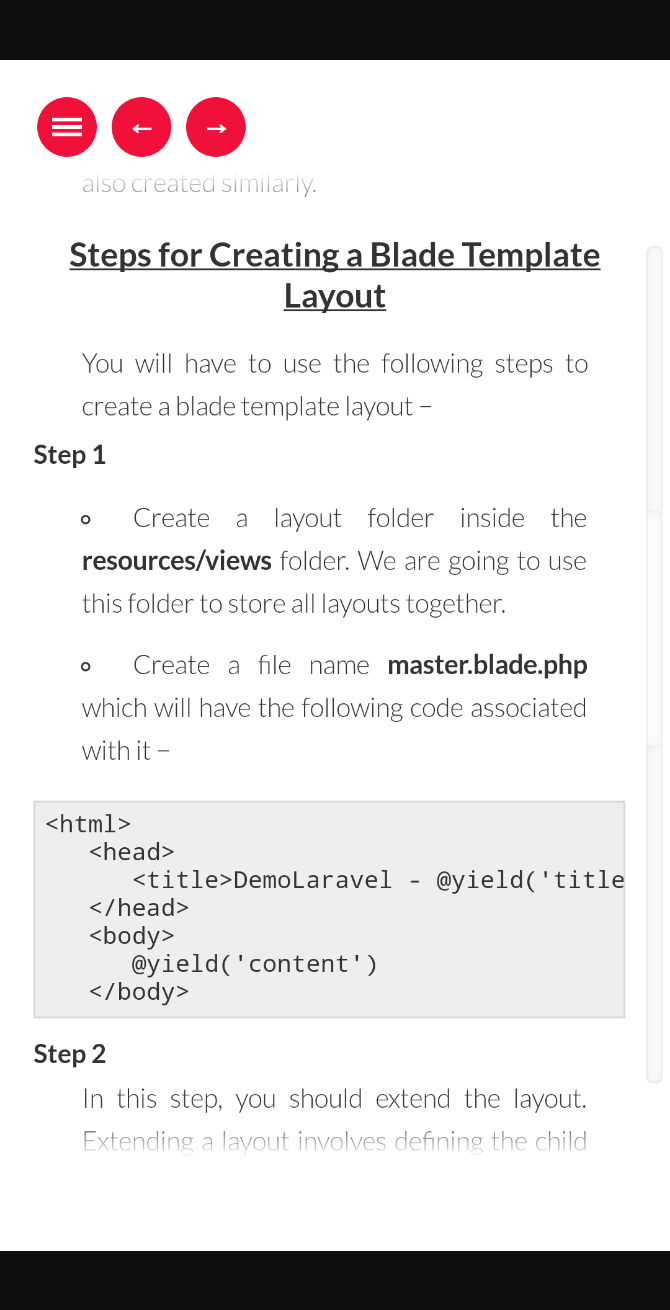 also created similarly.
Steps for Creating a Blade Template
Layout
You will have to use the following steps to
create a blade template layout –
Step 1
Create a layout folder inside the
resources/views folder. We are going to use
this folder to store all layouts together.
Create a file name master.blade.php
which will have the following code associated
with it –
<html>
   <head>
      <title>DemoLaravel - @yield('title
   </head>
   <body>
      @yield('content')
   </body>
Step 2
In this step, you should extend the layout.
Extending a layout involves defining the child